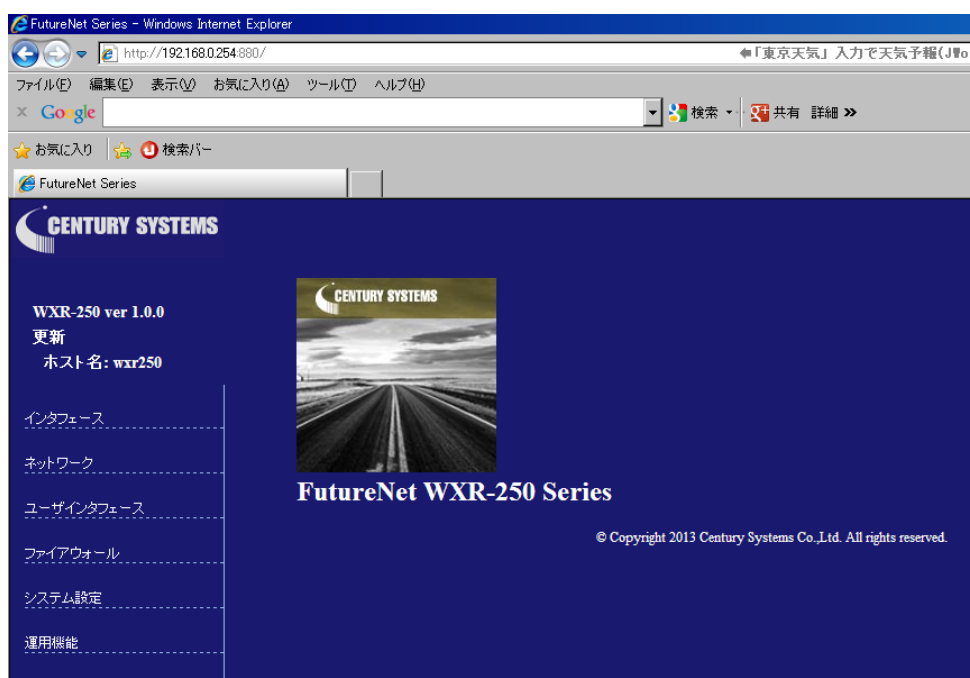 FutureNet Series - Windows Internet Explorer
http://192.168.0.254:880/
「東京天気」入力で天気予報(JWo
ファイル(F) 編集(E) 表示(V) お気に入り(A) ツール(T) ヘルプ(H)
× Google 検索 共有 詳細 »
お気に入り 検索バー
FutureNet Series
CENTURY SYSTEMS
CENTURY SYSTEMS
WXR-250 ver 1.0.0
更新
ホスト名: wxr250
インタフェース
ネットワーク
ユーザインタフェース
ファイアウォール
システム設定
運用機能
FutureNet WXR-250 Series
© Copyright 2013 Century Systems Co.,Ltd. All rights reserved.